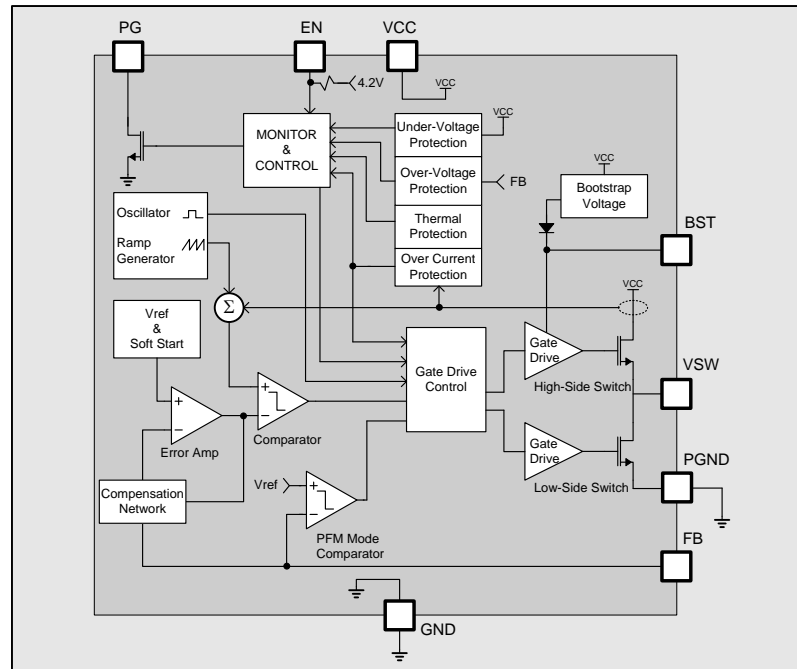 PG
EN
VCC
4.2V
VCC
MONITOR
&
CONTROL
Under-Voltage
Protection
VCC
Over-Voltage
Protection
FB
Thermal
Protection
Over Current
Protection
VCC
Bootstrap
Voltage
BST
Oscillator
Ramp
Generator
Σ
VCC
Vref
&
Soft Start
Gate Drive
Control
Gate
Drive
High-Side Switch
VSW
+
−
Error Amp
+
−
Comparator
Gate
Drive
Low-Side Switch
PGND
Compensation
Network
Vref
+
−
PFM Mode
Comparator
FB
GND